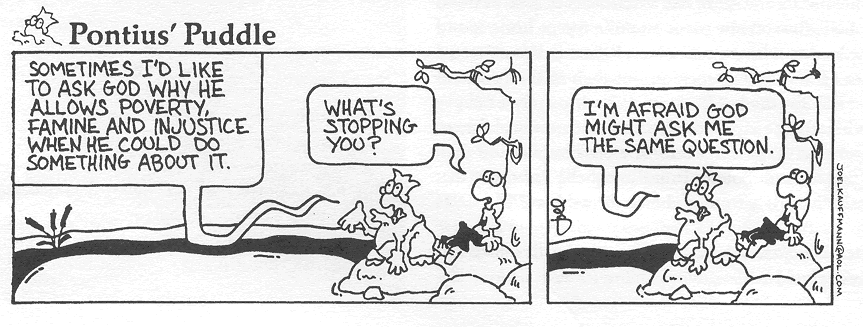 Pontius' Puddle
SOMETIMES I'D LIKE
TO ASK GOD WHY HE
ALLOWS POVERTY,
FAMINE AND INJUSTICE
WHEN HE COULD DO
SOMETHING ABOUT IT.
WHAT'S
STOPPING
YOU?
I'M AFRAID GOD
MIGHT ASK ME
THE SAME QUESTION.
Joel
JOELKAUFFMANN@AOL.COM